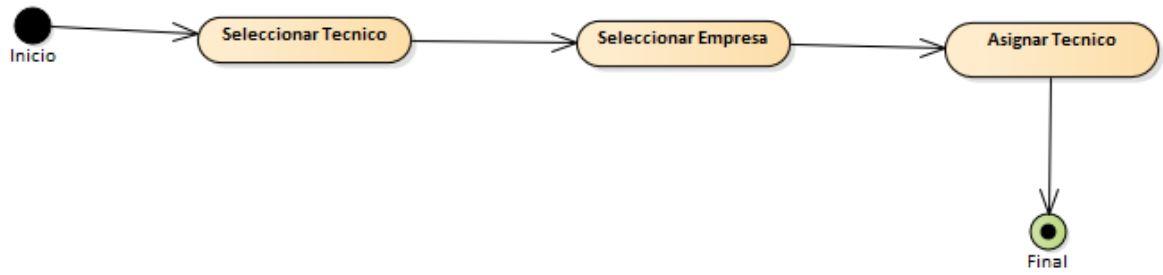 Inicio
Seleccionar Tecnico
Seleccionar Empresa
Asignar Tecnico
Final